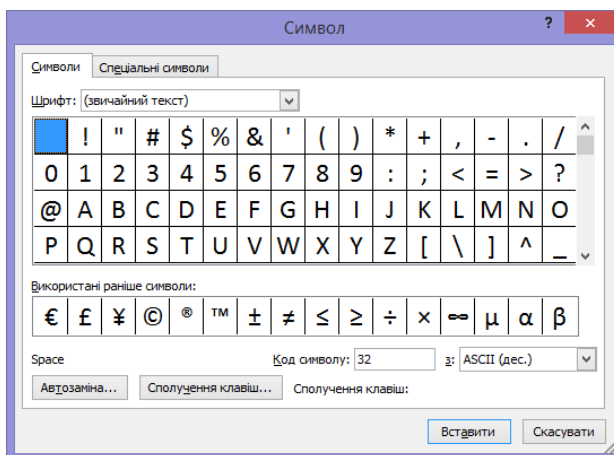 Символ
? ×
Символи Спеціальні символи
Шрифт: (звичайний текст)
! " # $ % & ' ( ) * + , - . /
0 1 2 3 4 5 6 7 8 9 : ; < = > ?
@ A B C D E F G H I J K L M N O
P Q R S T U V W X Y Z [ \ ] ^ _
Використані раніше символи:
€ £ ¥ © ® ™ ± ≠ ≤ ≥ ÷ × ∞ µ α β
Space Код символу: 32 з: ASCII (дес.)
Автозаміна... Сполучення клавіш... Сполучення клавіш:
Вставити Скасувати